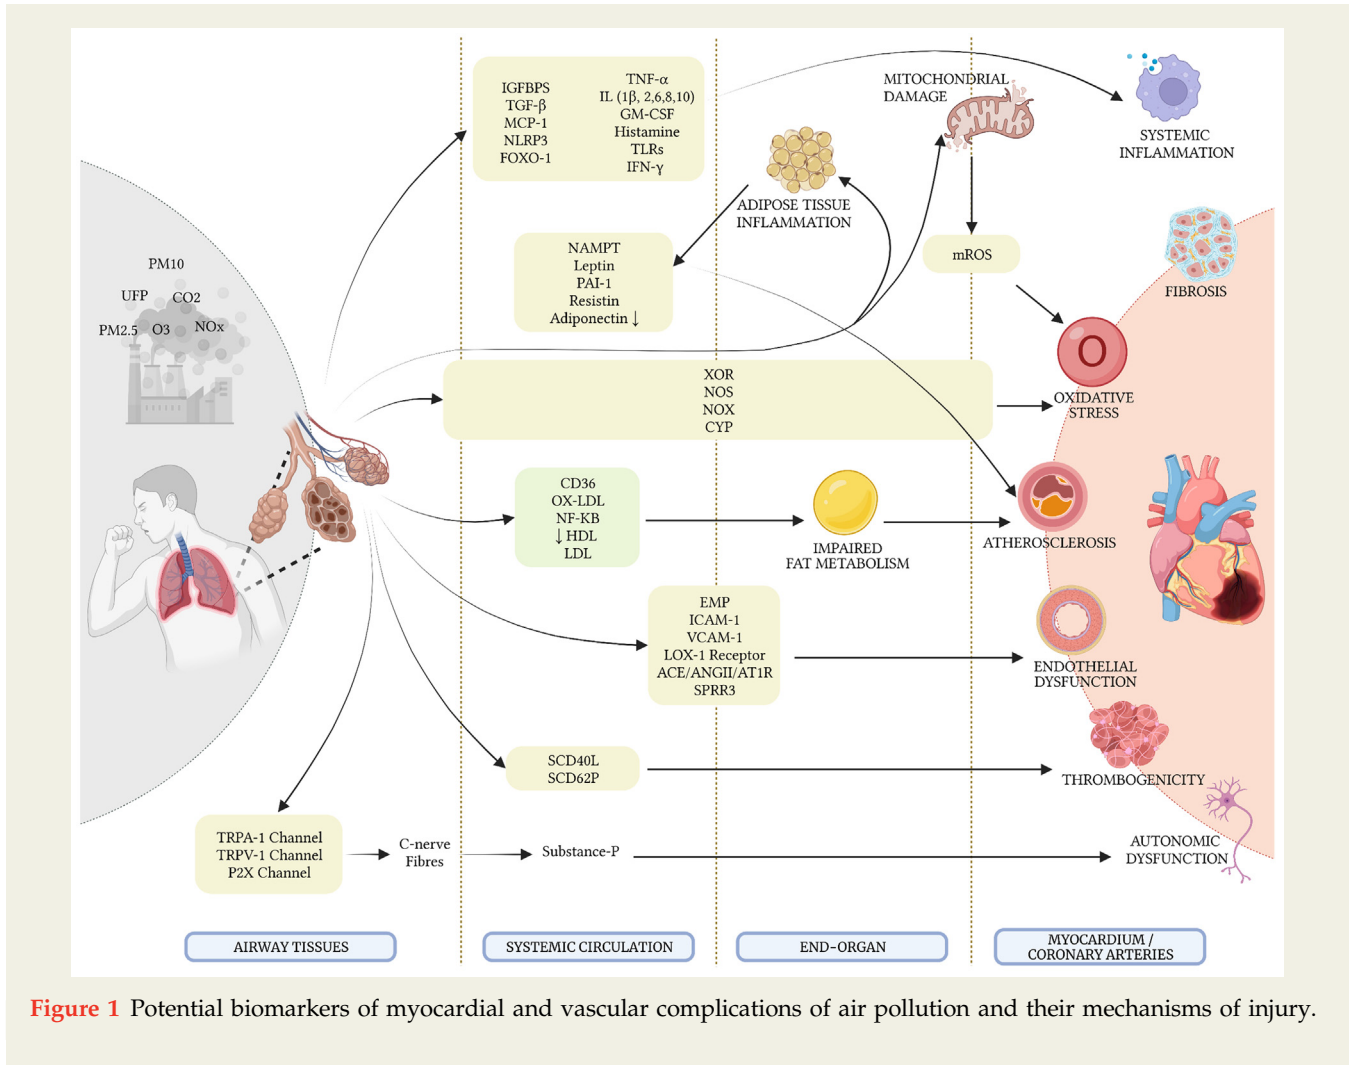 IGFBPS
TGF-β
MCP-1
NLRP3
FOXO-1
TNF-α
IL (1β, 2,6,8,10)
GM-CSF
Histamine
TLRs
IFN-γ
MITOCHONDRIAL
DAMAGE
SYSTEMIC
INFLAMMATION
ADIPOSE TISSUE
INFLAMMATION
NAMPT
Leptin
PAI-1
Resistin
Adiponectin ↓
mROS
FIBROSIS
PM10
UFP
CO2
PM2.5
O3
NOx
XOR
NOS
NOX
CYP
O
OXIDATIVE
STRESS
CD36
OX-LDL
NF-KB
↓ HDL
LDL
IMPAIRED
FAT METABOLISM
ATHEROSCLEROSIS
EMP
ICAM-1
VCAM-1
LOX-1 Receptor
ACE/ANGII/AT1R
SPRR3
ENDOTHELIAL
DYSFUNCTION
SCD40L
SCD62P
THROMBOGENICITY
TRPA-1 Channel
TRPV-1 Channel
P2X Channel
C-nerve
Fibres
Substance-P
AUTONOMIC
DYSFUNCTION
AIRWAY TISSUES
SYSTEMIC CIRCULATION
END-ORGAN
MYOCARDIUM /
CORONARY ARTERIES
Figure 1 Potential biomarkers of myocardial and vascular complications of air pollution and their mechanisms of injury.